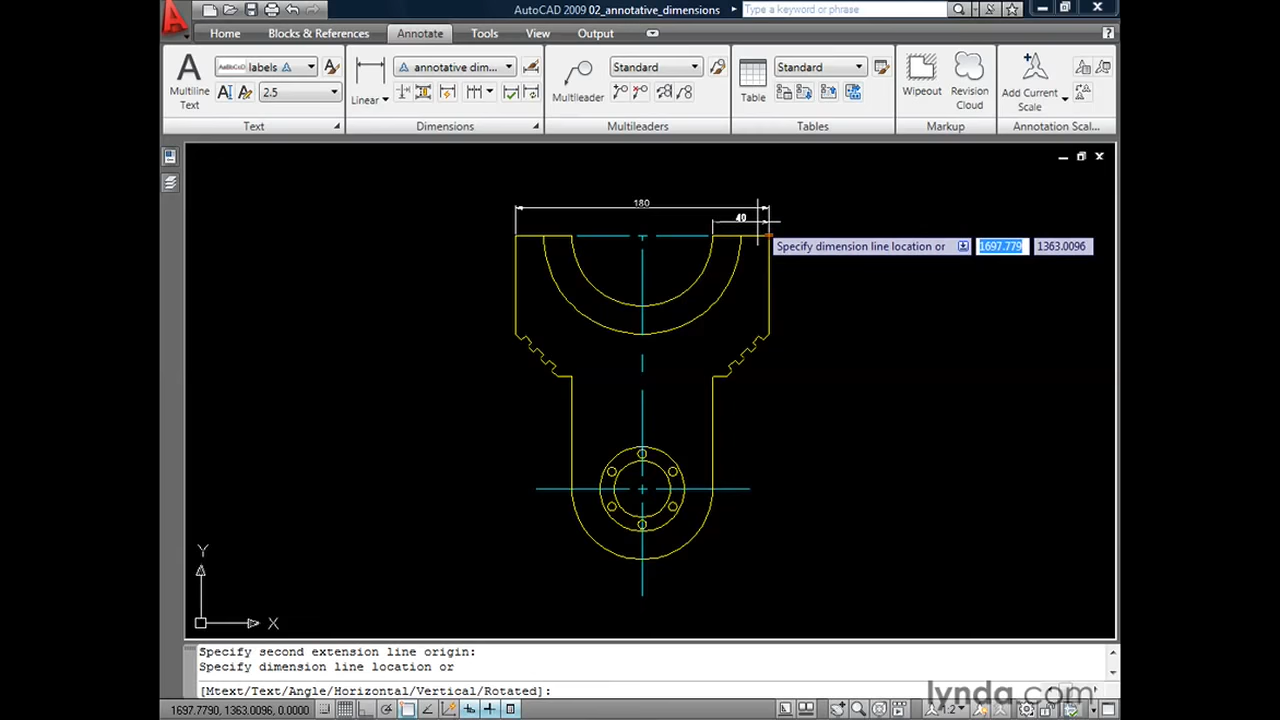 AutoCAD 2009 02_annotative_dimensions
Type a keyword or phrase
Home Blocks & References Annotate Tools View Output
A labels annotative dim... Standard Standard
Multiline Text
2.5
Linear
Multileader
Table
Wipeout
Revision Cloud
Add Current Scale
Text Dimensions Multileaders Tables Markup Annotation Scal...
180
40
Specify dimension line location or 1697.779 1363.0096
Y
X
Specify second extension line origin:
Specify dimension line location or
[Mtext/Text/Angle/Horizontal/Vertical/Rotated]:
lynda.com
1697.7790, 1363.0096, 0.0000 1:2